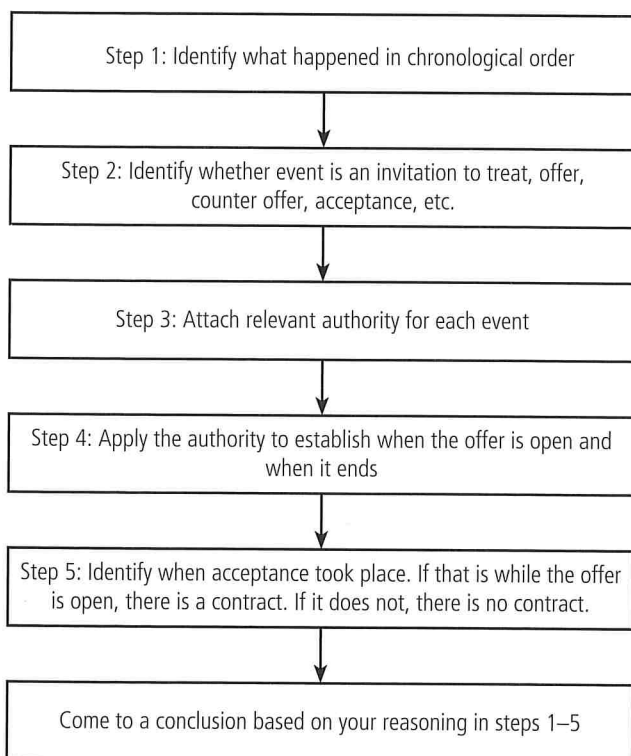 Step 1: Identify what happened in chronological order
Step 2: Identify whether event is an invitation to treat, offer,
counter offer, acceptance, etc.
Step 3: Attach relevant authority for each event
Step 4: Apply the authority to establish when the offer is open and
when it ends
Step 5: Identify when acceptance took place. If that is while the offer
is open, there is a contract. If it does not, there is no contract.
Come to a conclusion based on your reasoning in steps 1–5